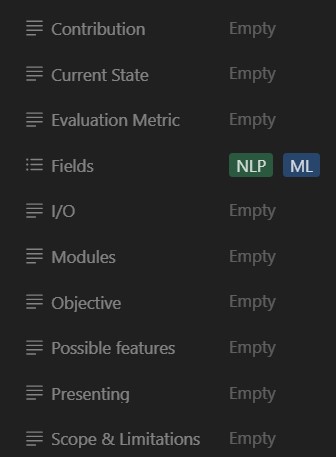 Contribution Empty
Current State Empty
Evaluation Metric Empty
Fields NLP ML
I/O Empty
Modules Empty
Objective Empty
Possible features Empty
Presenting Empty
Scope & Limitations Empty